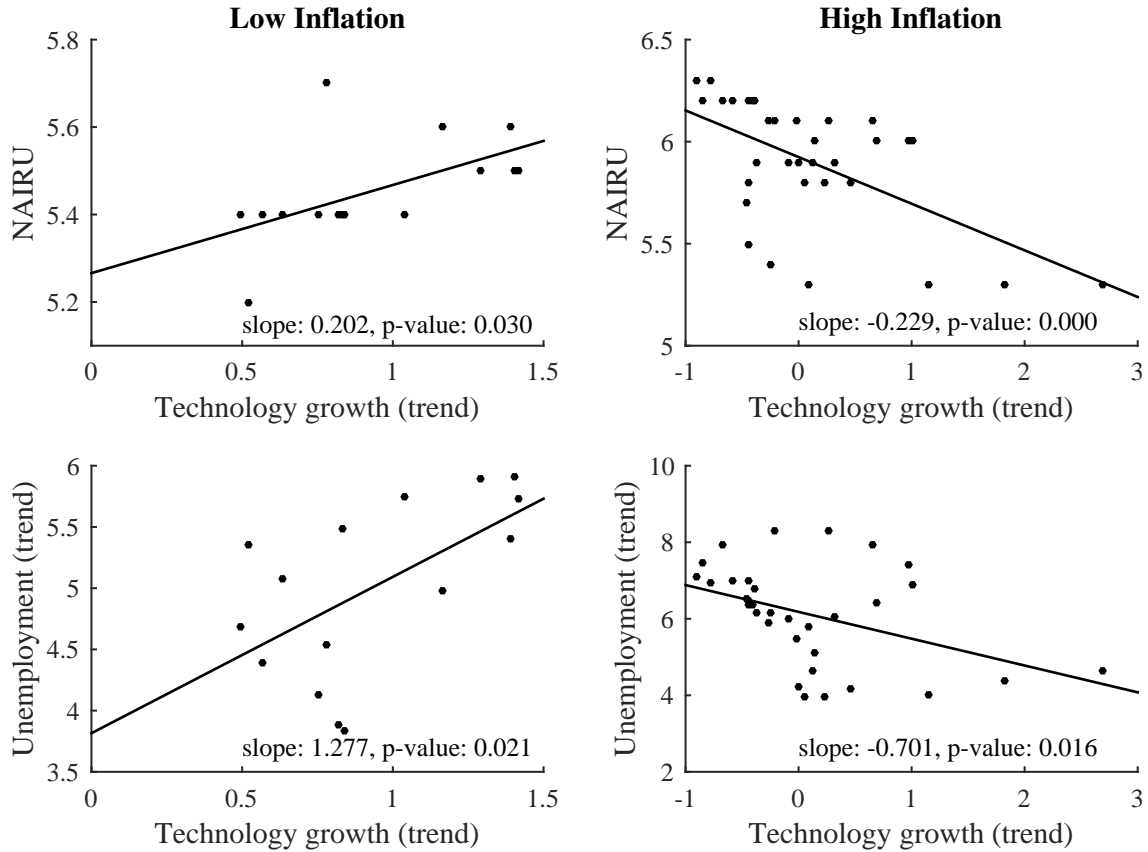 Low Inflation
5.8
5.6
5.4
5.2
NAIRU
slope: 0.202, p-value: 0.030
0 0.5 1 1.5
Technology growth (trend)
High Inflation
6.5
6
5.5
5
NAIRU
slope: -0.229, p-value: 0.000
-1 0 1 2 3
Technology growth (trend)
6
5.5
5
4.5
4
3.5
Unemployment (trend)
slope: 1.277, p-value: 0.021
0 0.5 1 1.5
Technology growth (trend)
10
8
6
4
2
Unemployment (trend)
slope: -0.701, p-value: 0.016
-1 0 1 2 3
Technology growth (trend)